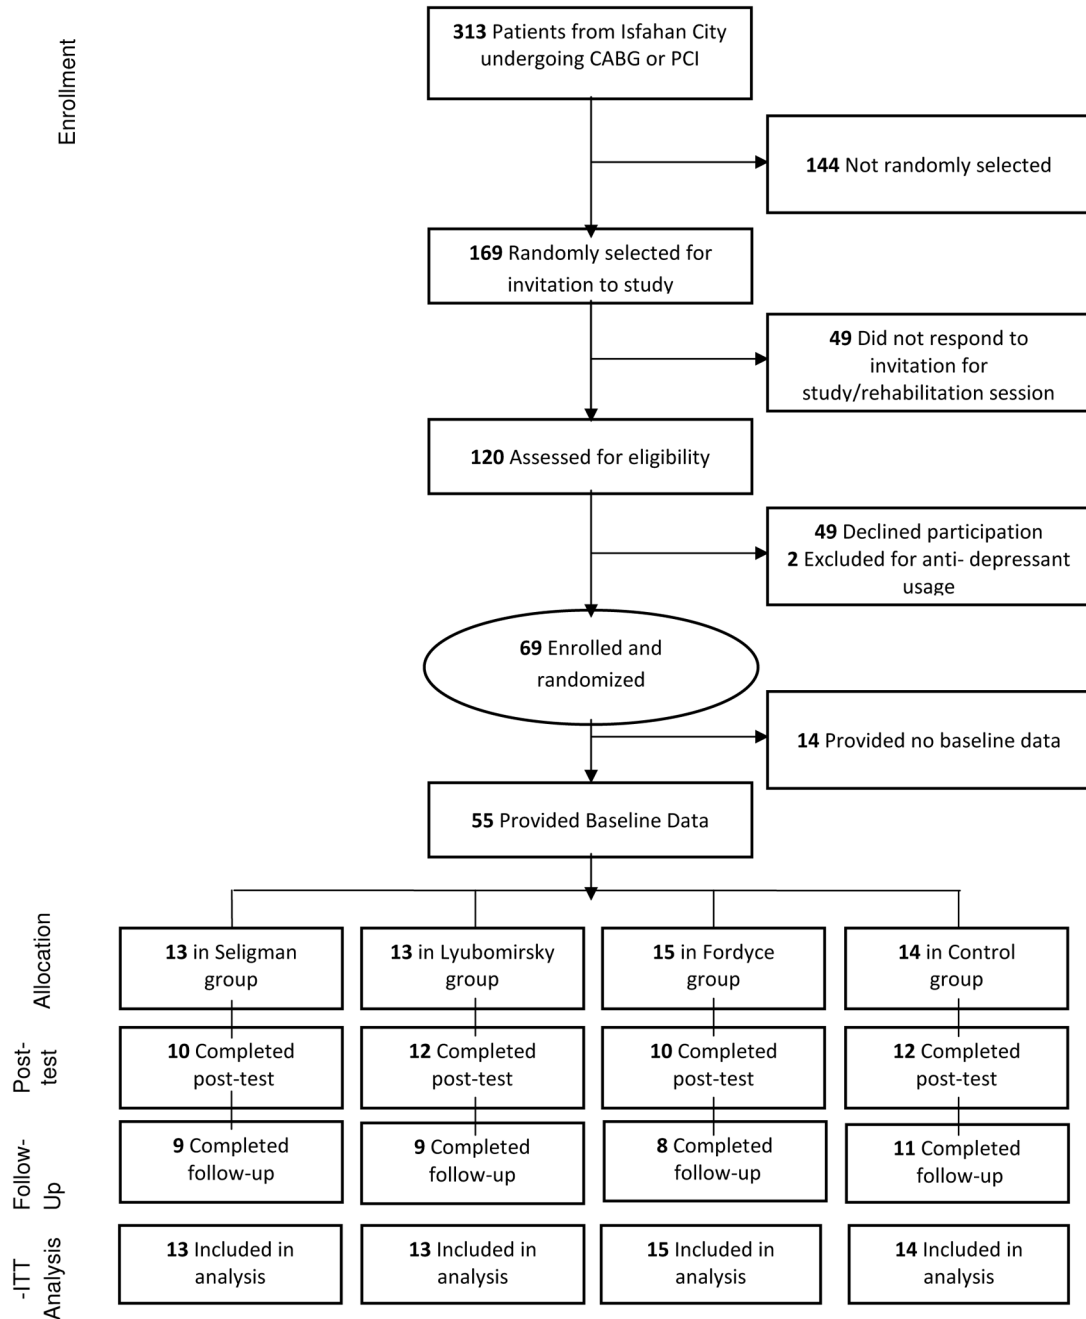 Enrollment
313 Patients from Isfahan City
undergoing CABG or PCI
144 Not randomly selected
169 Randomly selected for
invitation to study
49 Did not respond to
invitation for
study/rehabilitation session
120 Assessed for eligibility
49 Declined participation
2 Excluded for anti- depressant
usage
69 Enrolled and
randomized
14 Provided no baseline data
55 Provided Baseline Data
Allocation
13 in Seligman
group
13 in Lyubomirsky
group
15 in Fordyce
group
14 in Control
group
Post-
test
10 Completed
post-test
12 Completed
post-test
10 Completed
post-test
12 Completed
post-test
Follow-
Up
9 Completed
follow-up
9 Completed
follow-up
8 Completed
follow-up
11 Completed
follow-up
-ITT
Analysis
13 Included in
analysis
13 Included in
analysis
15 Included in
analysis
14 Included in
analysis